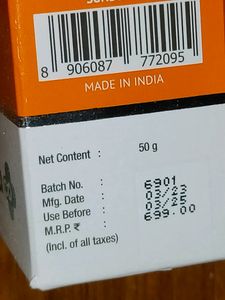 8 906087 772095
MADE IN INDIA
Net Content : 50 g
Batch No. : 6901
Mfg. Date : 03/23
Use Before : 03/25
M.R.P. ₹ : 699.00
(Incl. of all taxes)